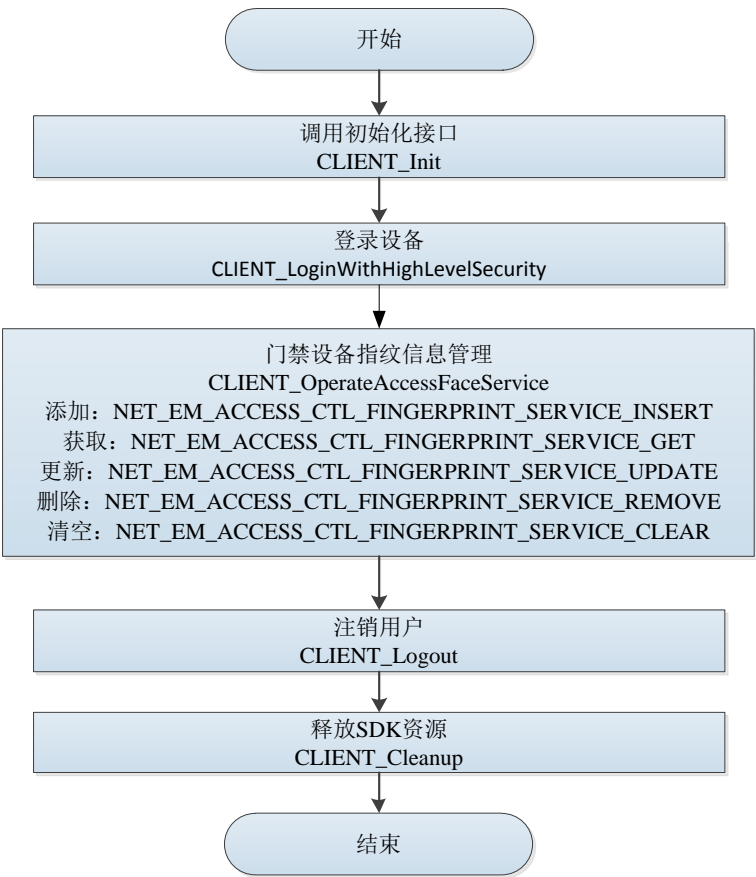 开始
调用初始化接口
CLIENT_Init
登录设备
CLIENT_LoginWithHighLevelSecurity
门禁设备指纹信息管理
CLIENT_OperateAccessFaceService
添加：NET_EM_ACCESS_CTL_FINGERPRINT_SERVICE_INSERT
获取：NET_EM_ACCESS_CTL_FINGERPRINT_SERVICE_GET
更新：NET_EM_ACCESS_CTL_FINGERPRINT_SERVICE_UPDATE
删除：NET_EM_ACCESS_CTL_FINGERPRINT_SERVICE_REMOVE
清空：NET_EM_ACCESS_CTL_FINGERPRINT_SERVICE_CLEAR
注销用户
CLIENT_Logout
释放SDK资源
CLIENT_Cleanup
结束